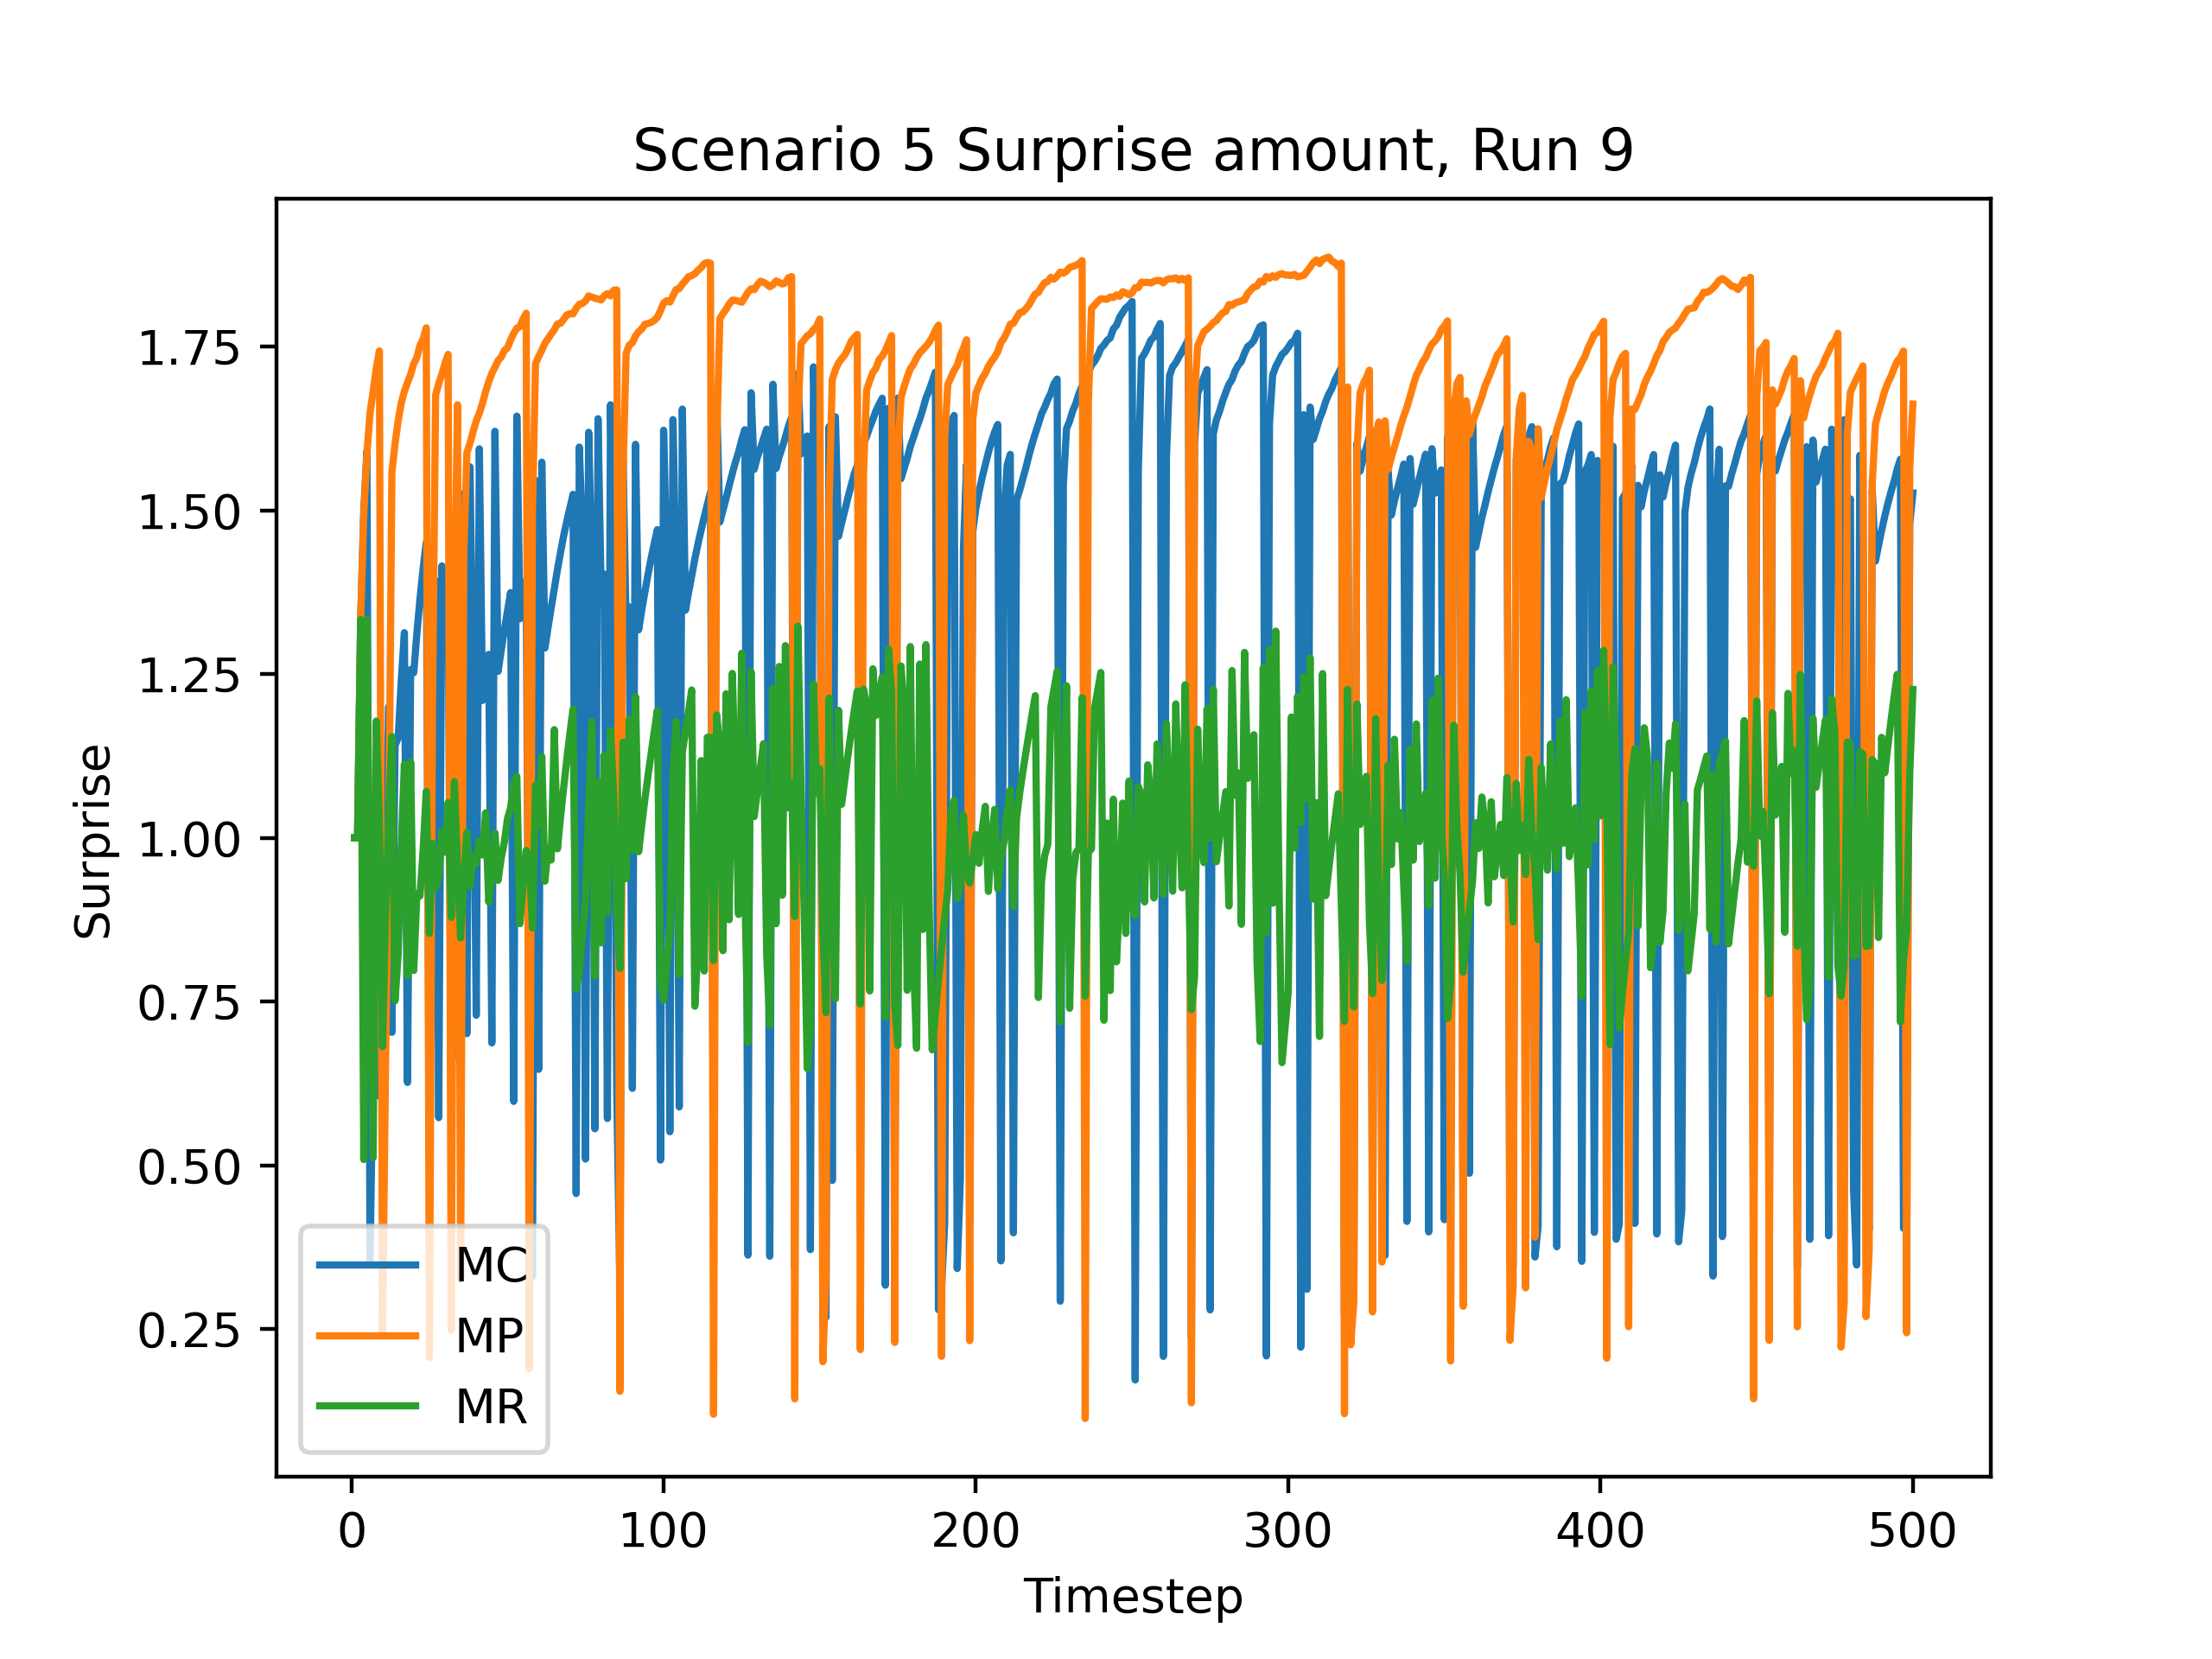 Scenario 5 Surprise amount, Run 9
Surprise
1.75
1.50
1.25
1.00
0.75
0.50
0.25
MC
MP
MR
0 100 200 300 400 500
Timestep